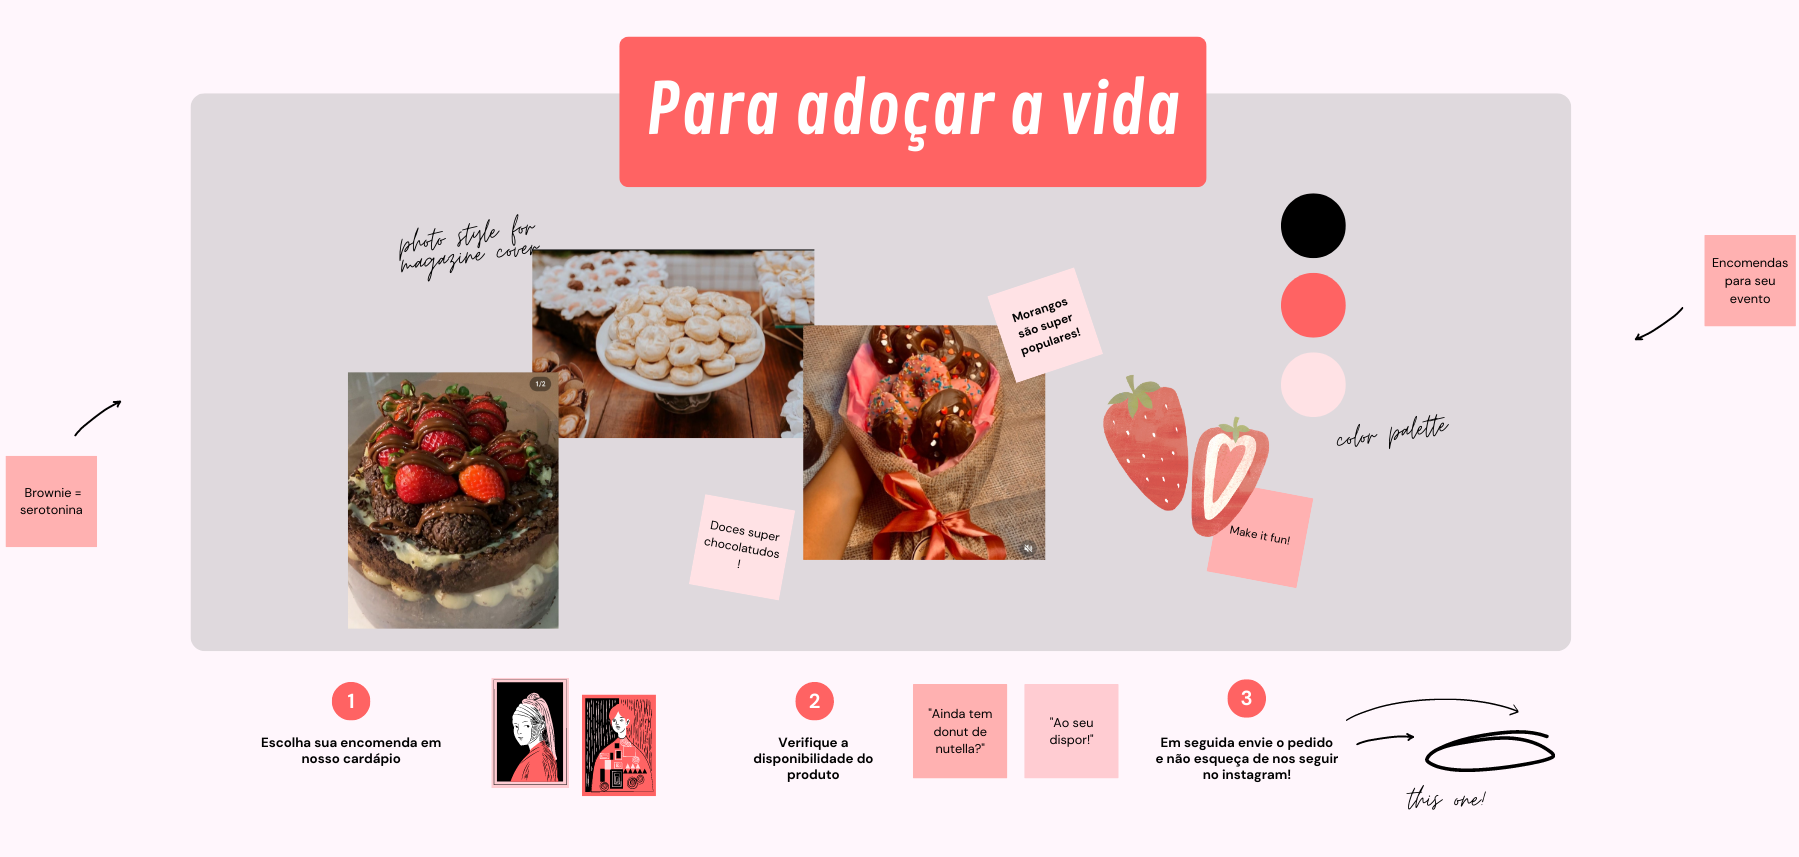 Para adoçar a vida
photo style for
magazine cover
Encomendas
para seu
evento
Morangos
são super
populares!
1/2
color palette
Brownie =
serotonina
Doces super
chocolatudos
!
Make it fun!
1
Escolha sua encomenda em
nosso cardápio
2
Verifique a
disponibilidade do
produto
"Ainda tem
donut de
nutella?"
"Ao seu
dispor!"
3
Em seguida envie o pedido
e não esqueça de nos seguir
no instagram!
this one!